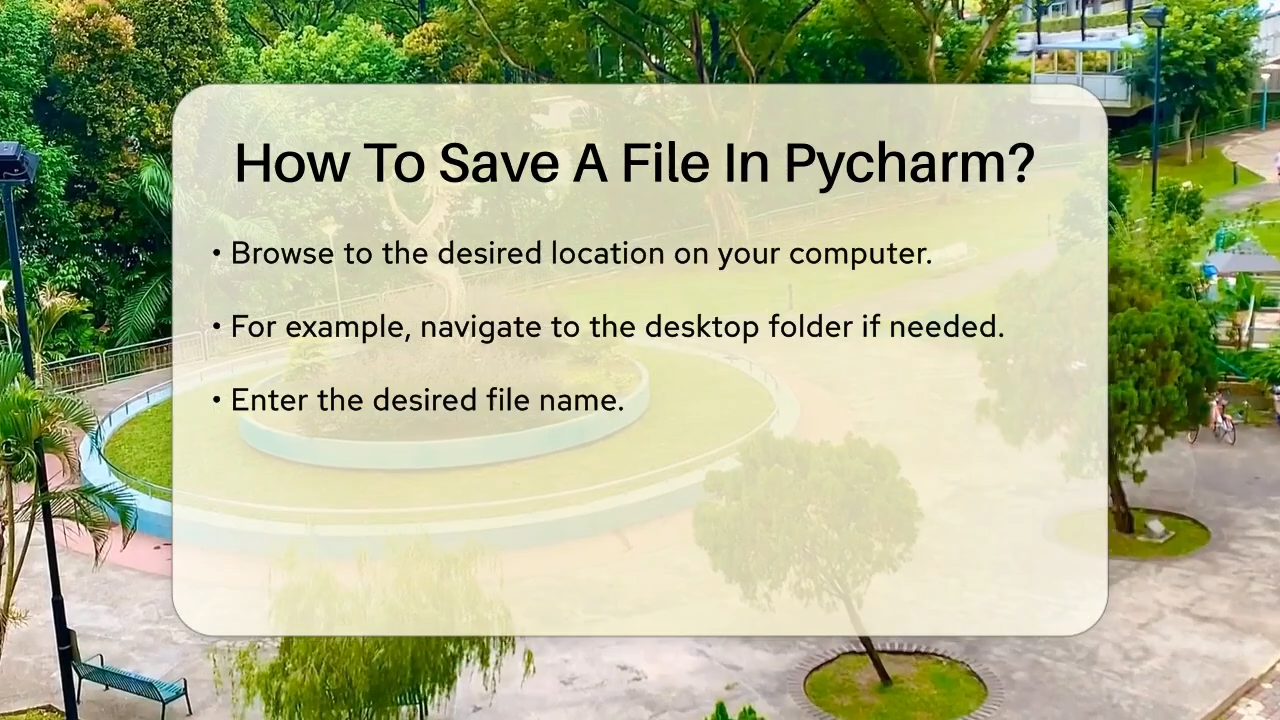 How To Save A File In Pycharm?
• Browse to the desired location on your computer.
• For example, navigate to the desktop folder if needed.
• Enter the desired file name.